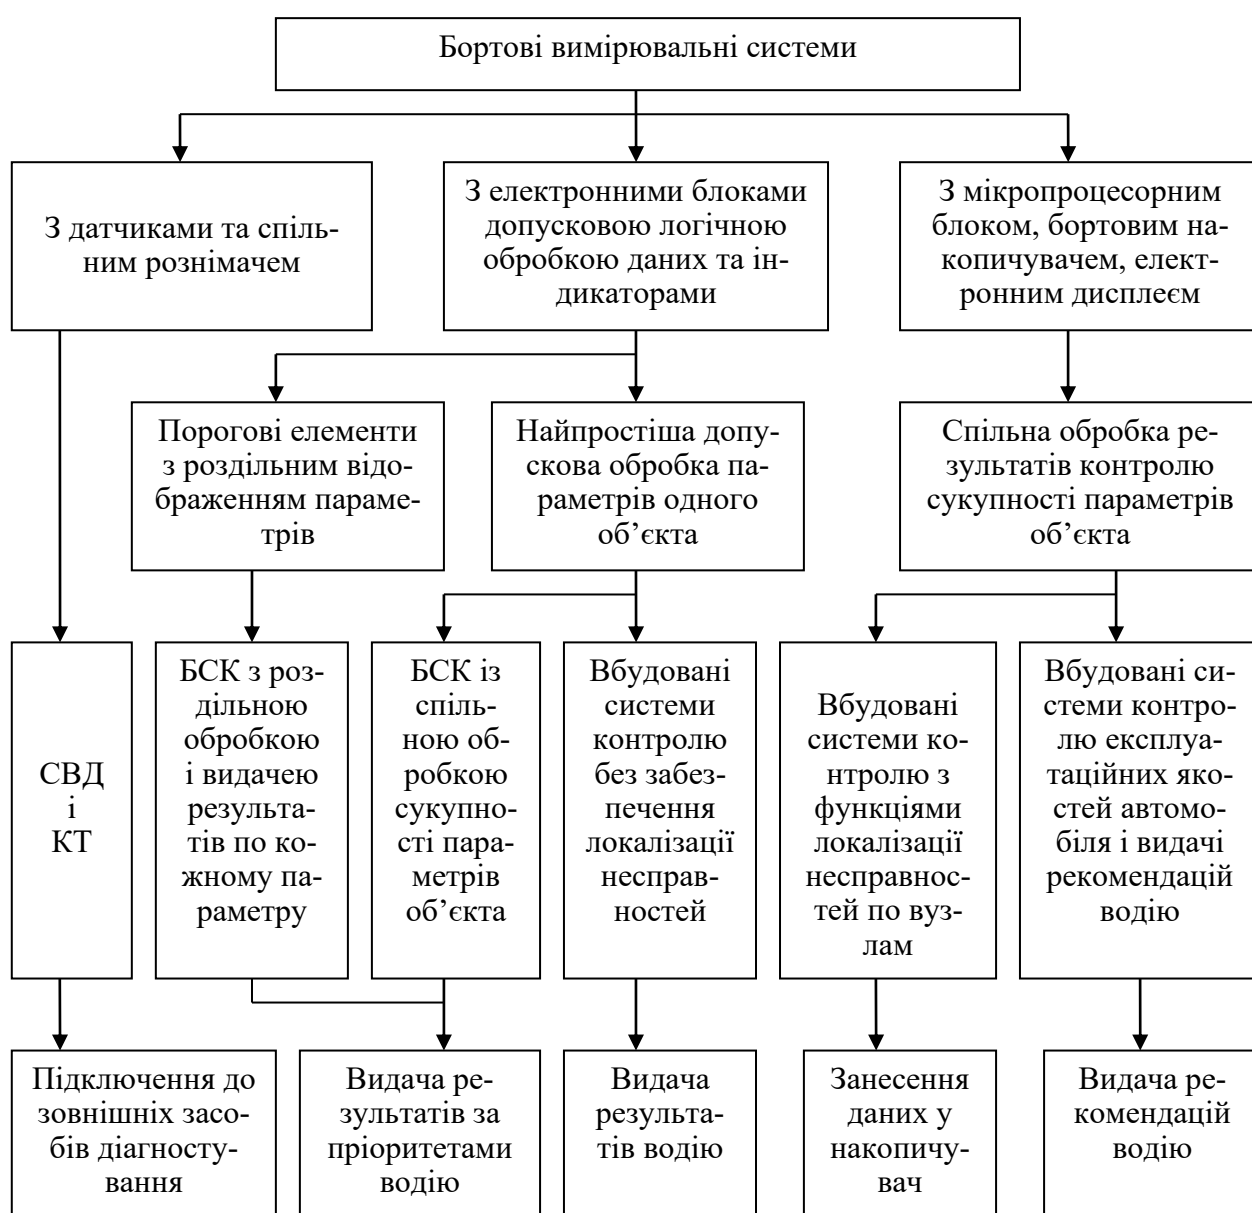 Бортові вимірювальні системи
З датчиками та спіль-
ним рознімачем
З електронними блоками
допусковою логічною
обробкою даних та ін-
дикаторами
З мікропроцесорним
блоком, бортовим на-
копичувачем, елект-
ронним дисплеєм
Порогові елементи
з роздільним відо-
браженням параме-
трів
Найпростіша допу-
скова обробка па-
раметрів одного
об’єкта
Спільна обробка ре-
зультатів контролю
сукупності параметрів
об’єкта
СВД
і
КТ
БСК з роз-
дільною
обробкою
і видачею
результа-
тів по ко-
жному па-
раметру
БСК із
спіль-
ною об-
робкою
сукупно-
сті пара-
метрів
об’єкта
Вбудовані
системи
контролю
без забез-
печення
локалізації
несправ-
ностей
Вбудовані
системи ко-
нтролю з
функціями
локалізації
несправнос-
тей по вуз-
лам
Вбудовані си-
стеми контро-
лю експлуа-
таційних яко-
стей автомо-
біля і видачі
рекомендацій
водію
Підключення до
зовнішніх засо-
бів діагносту-
вання
Видача ре-
зультатів за
пріоритетами
водію
Видача
результа-
тів водію
Занесення
даних у
накопичу-
вач
Видача ре-
комендацій
водію